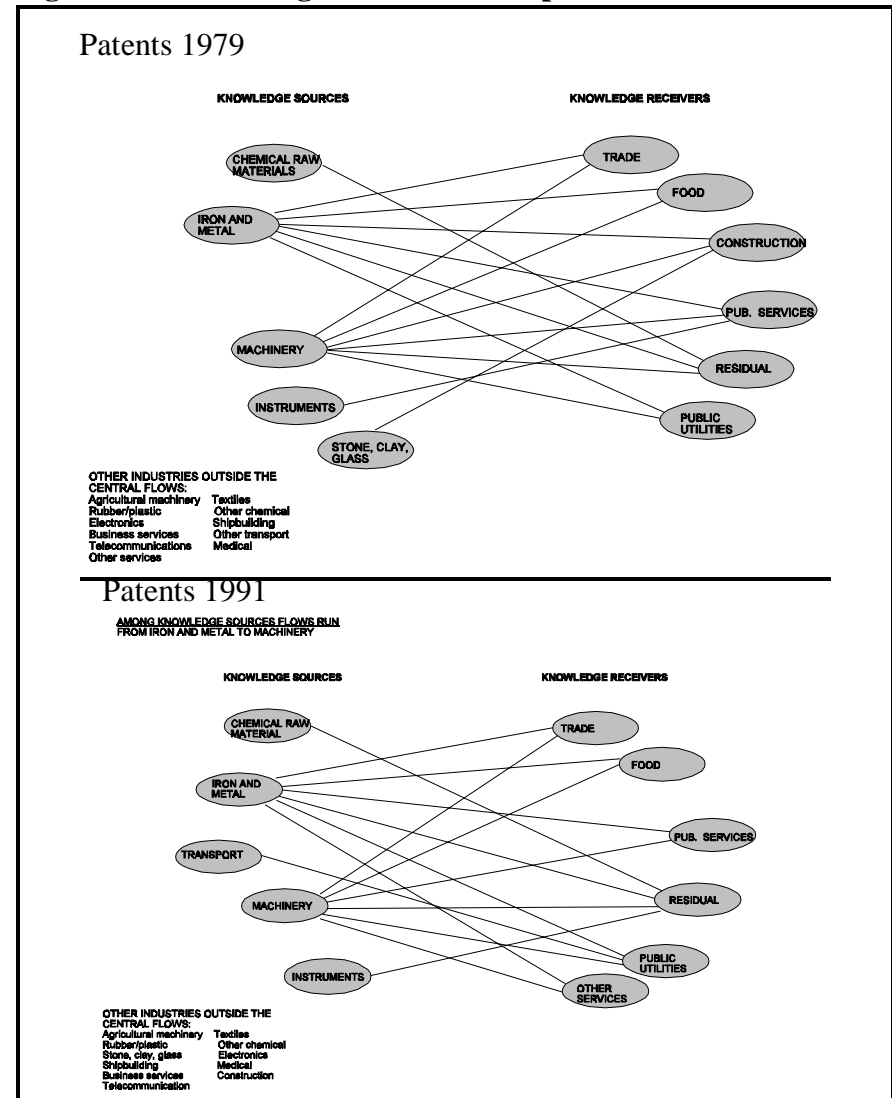 Patents 1979
KNOWLEDGE SOURCES
KNOWLEDGE RECEIVERS
CHEMICAL RAW
MATERIALS
IRON AND
METAL
MACHINERY
INSTRUMENTS
STONE, CLAY,
GLASS
TRADE
FOOD
CONSTRUCTION
PUB. SERVICES
RESIDUAL
PUBLIC
UTILITIES
OTHER INDUSTRIES OUTSIDE THE
CENTRAL FLOWS:
Agricultural machinery Textiles
Rubber/plastic Other chemical
Electronics Shipbuilding
Business services Other transport
Telecommunications Medical
Other services
Patents 1991
AMONG KNOWLEDGE SOURCES FLOWS RUN
FROM IRON AND METAL TO MACHINERY
KNOWLEDGE SOURCES
KNOWLEDGE RECEIVERS
CHEMICAL RAW
MATERIAL
IRON AND
METAL
TRANSPORT
MACHINERY
INSTRUMENTS
TRADE
FOOD
PUB. SERVICES
RESIDUAL
PUBLIC
UTILITIES
OTHER
SERVICES
OTHER INDUSTRIES OUTSIDE THE
CENTRAL FLOWS:
Agricultural machinery Textiles
Rubber/plastic Other chemical
Stone, clay, glass Electronics
Shipbuilding Medical
Business services Construction
Telecommunication